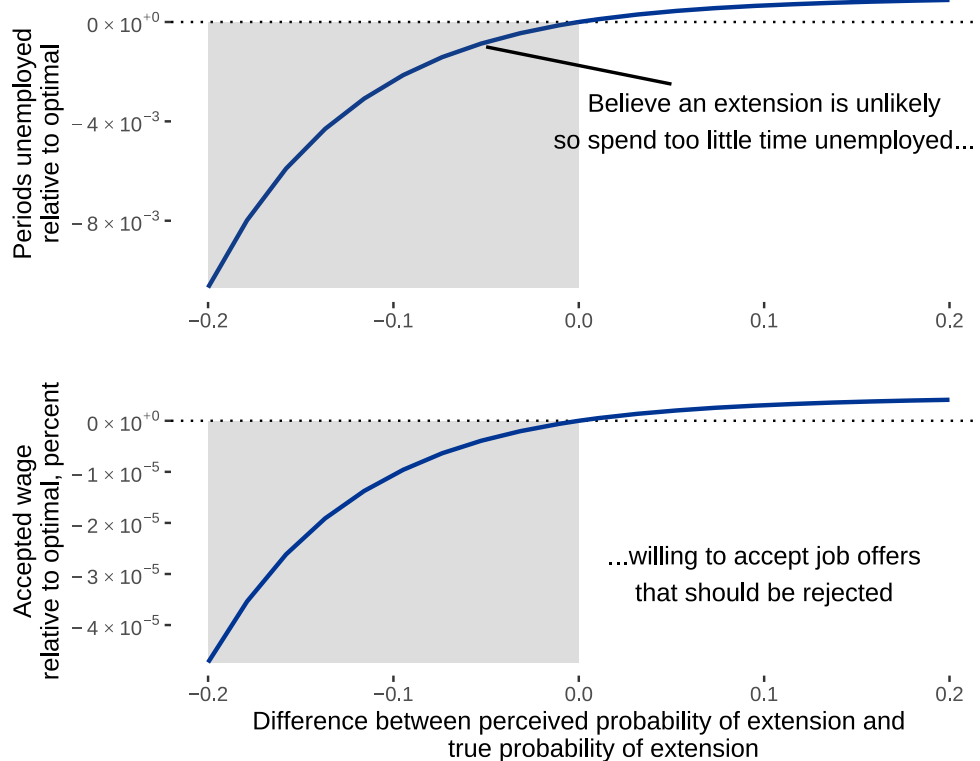 Periods unemployed
relative to optimal
0 × 10⁺⁰
− 4 × 10⁻³
− 8 × 10⁻³
Believe an extension is unlikely
so spend too little time unemployed...
−0.2
−0.1
0.0
0.1
0.2
Accepted wage
relative to optimal, percent
0 × 10⁺⁰
− 1 × 10⁻⁵
− 2 × 10⁻⁵
− 3 × 10⁻⁵
− 4 × 10⁻⁵
...willing to accept job offers
that should be rejected
−0.2
−0.1
0.0
0.1
0.2
Difference between perceived probability of extension and
true probability of extension